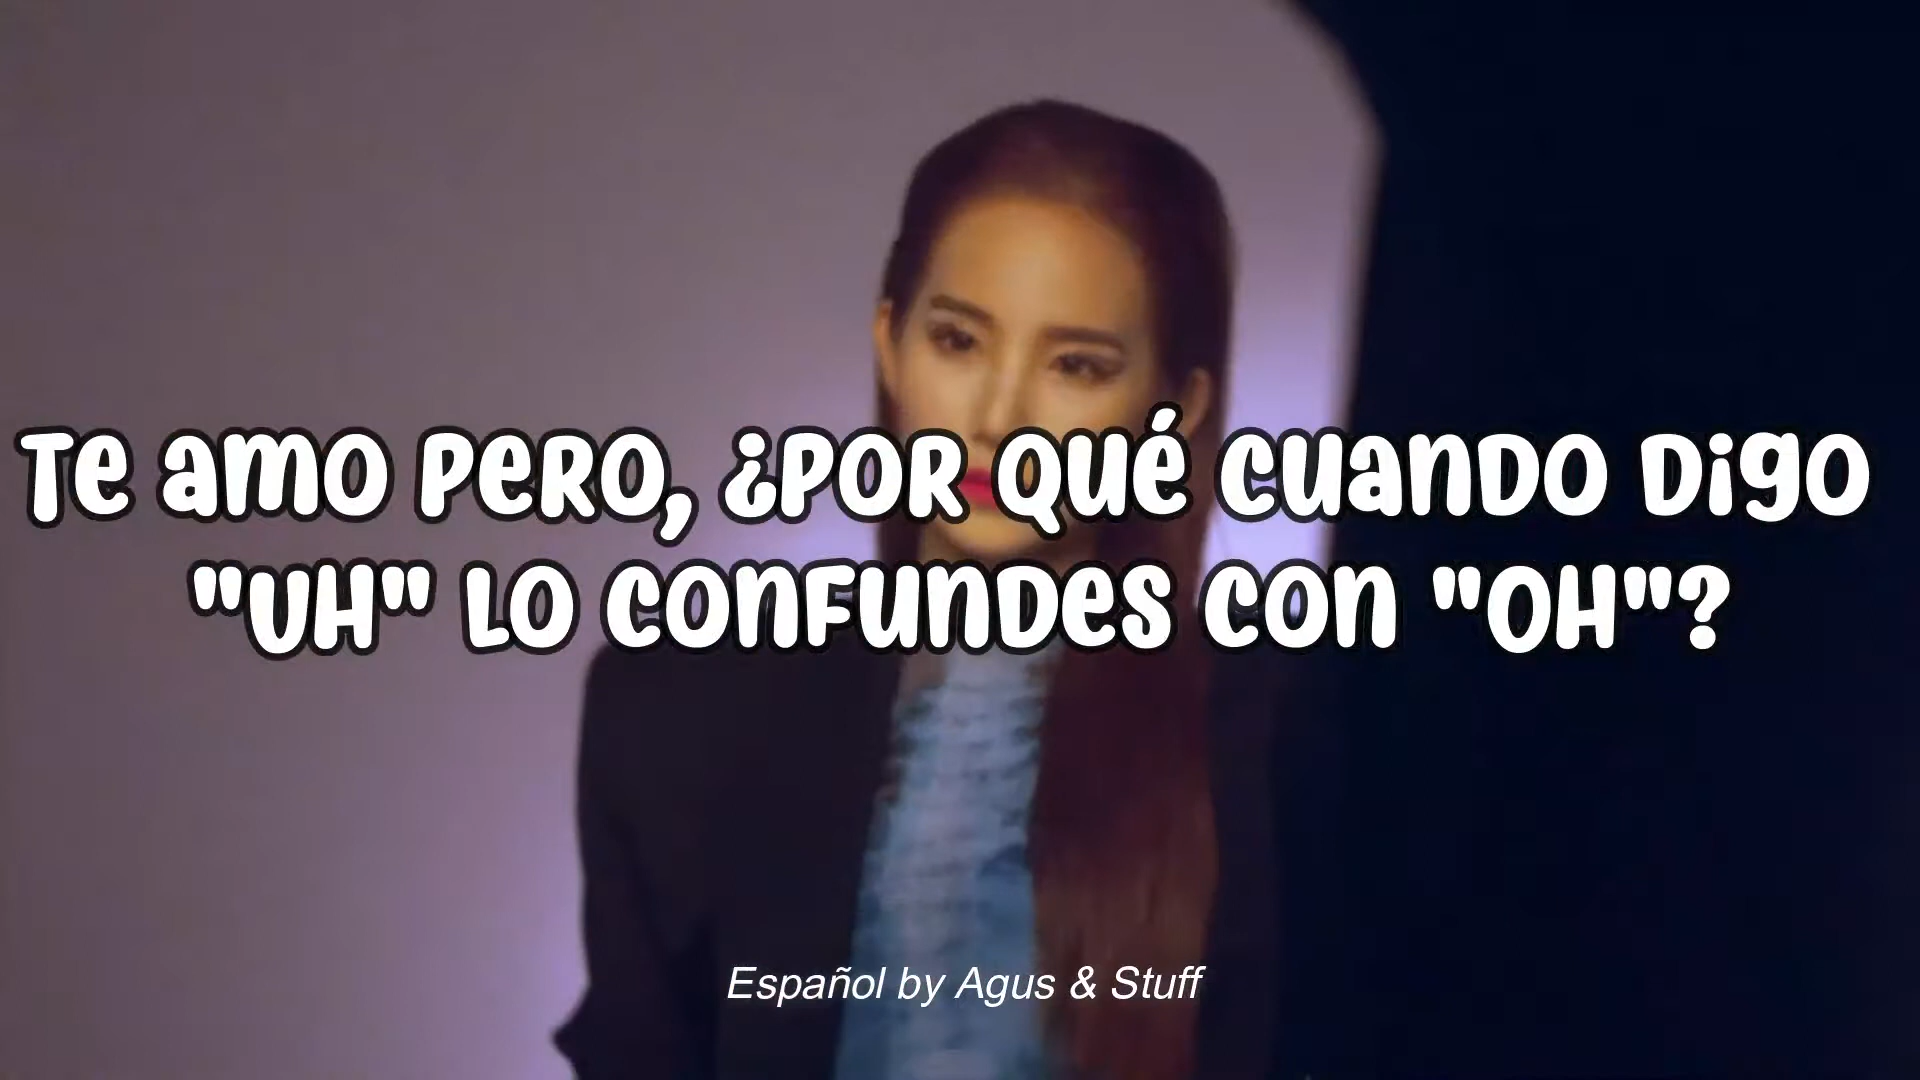 Te amo pero, ¿por qué cuando digo
"uh" lo confundes con "oh"?
Español by Agus & Stuff